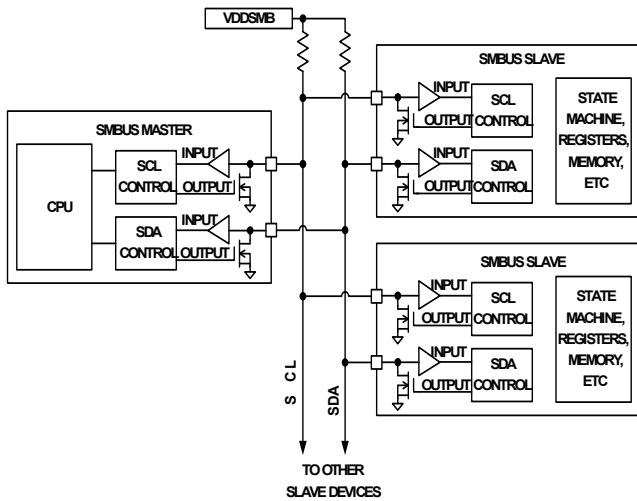 VDDSMB
SMBUS SLAVE
INPUT
OUTPUT
SCL
CONTROL
INPUT
OUTPUT
SDA
CONTROL
STATE
MACHINE,
REGISTERS,
MEMORY,
ETC
SMBUS MASTER
CPU
SCL
CONTROL
INPUT
OUTPUT
SDA
CONTROL
INPUT
OUTPUT
SMBUS SLAVE
INPUT
OUTPUT
SCL
CONTROL
INPUT
OUTPUT
SDA
CONTROL
STATE
MACHINE,
REGISTERS,
MEMORY,
ETC
S CL
SDA
TO OTHER
SLAVE DEVICES